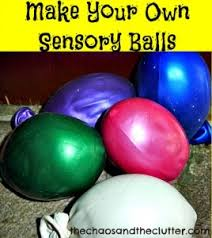 Make Your Own
Sensory Balls
thechaosandtheclutter.com